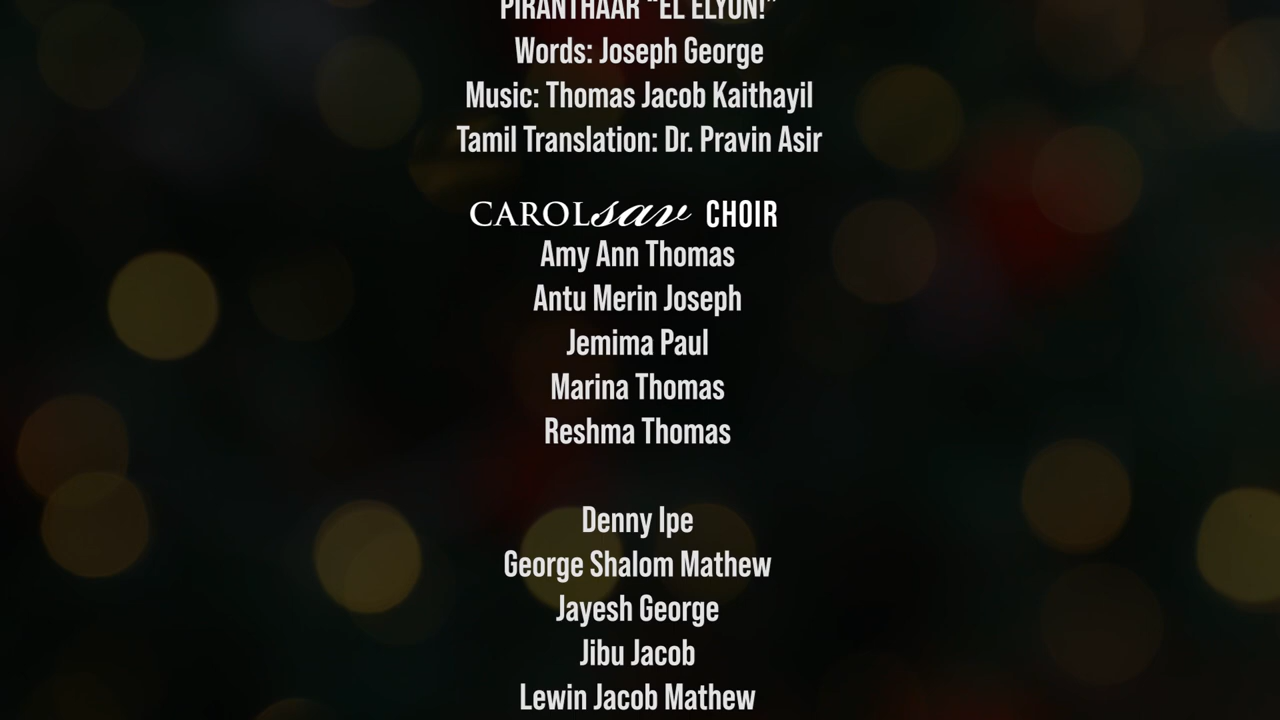 PIRANTHAAR "EL ELYON!"
Words: Joseph George
Music: Thomas Jacob Kaithayil
Tamil Translation: Dr. Pravin Asir
CAROLsav CHOIR
Amy Ann Thomas
Antu Merin Joseph
Jemima Paul
Marina Thomas
Reshma Thomas
Denny Ipe
George Shalom Mathew
Jayesh George
Jibu Jacob
Lewin Jacob Mathew